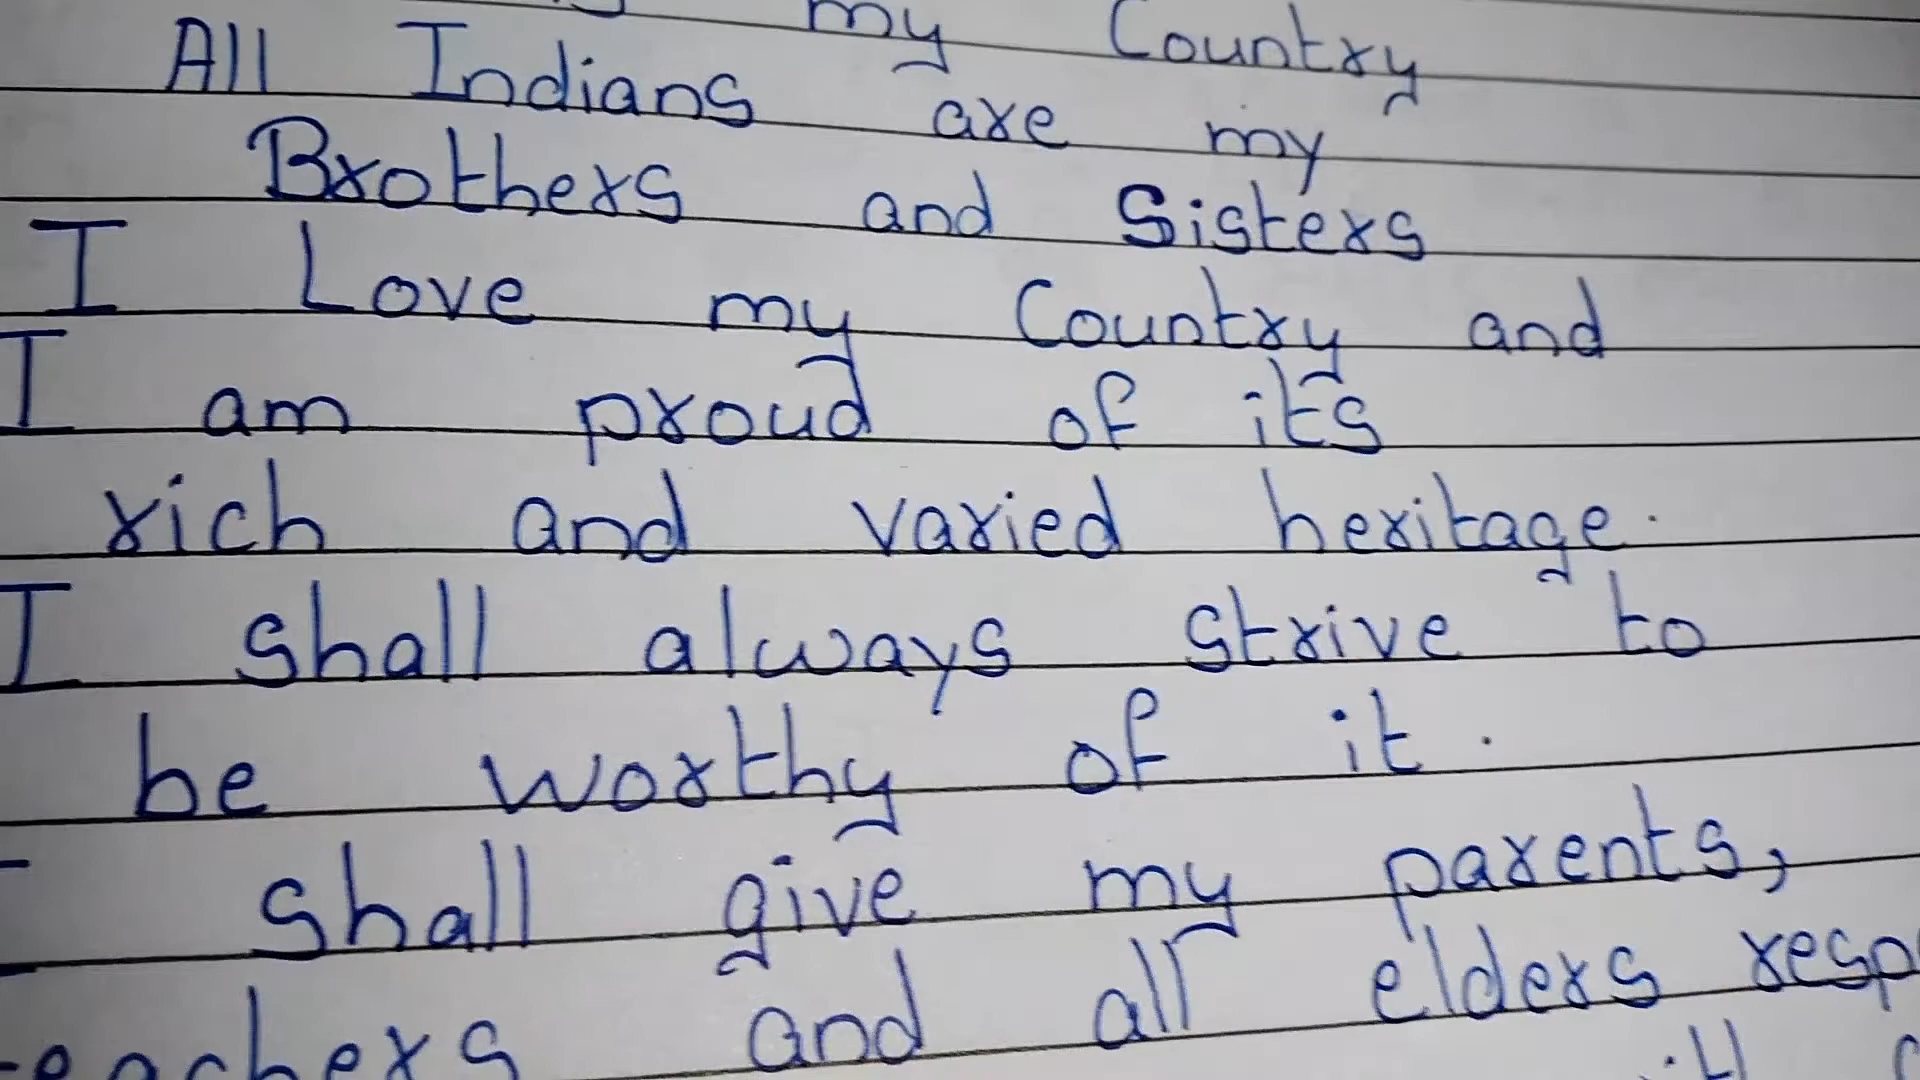 my Country
All Indians are my
Brothers and Sisters
I Love my Country and
I am proud of its
rich and varied heritage.
I shall always strive to
be worthy of it.
I shall give my parents,
and all elders